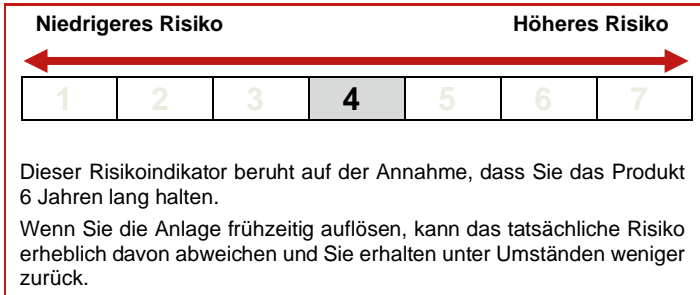 Niedrigeres Risiko Höheres Risiko
1 2 3 4 5 6 7
Dieser Risikoindikator beruht auf der Annahme, dass Sie das Produkt
6 Jahren lang halten.
Wenn Sie die Anlage frühzeitig auflösen, kann das tatsächliche Risiko
erheblich davon abweichen und Sie erhalten unter Umständen weniger
zurück.